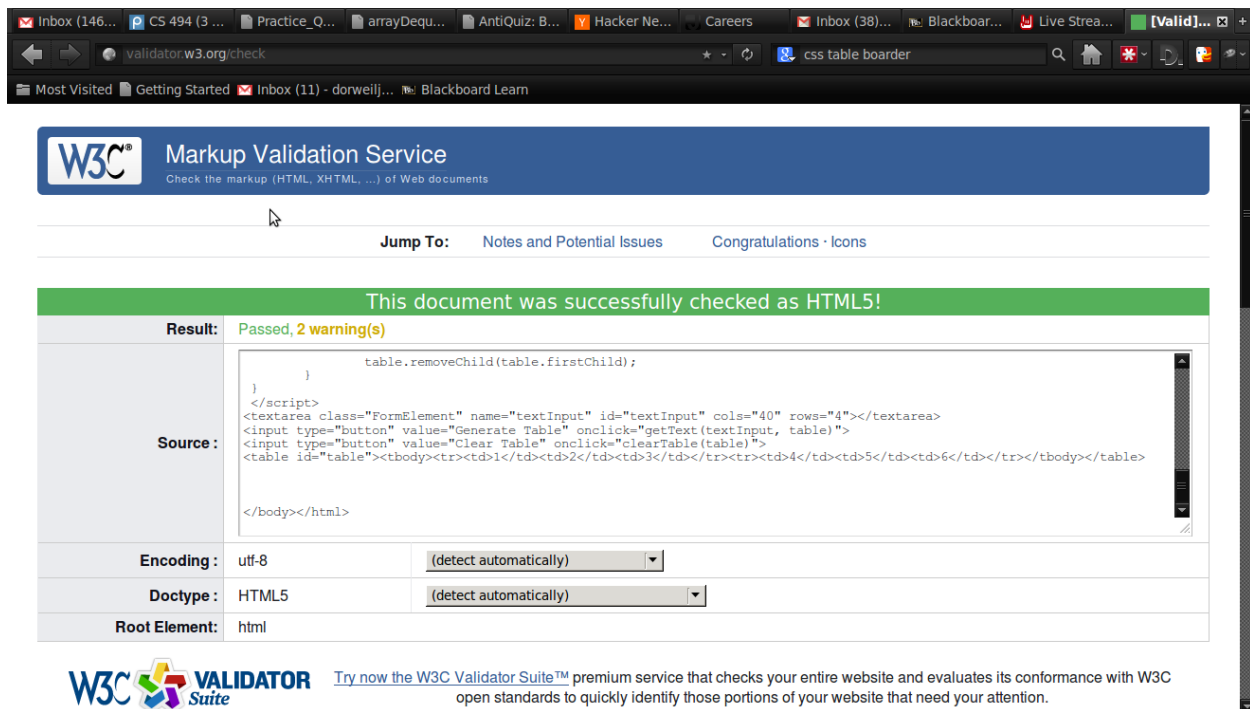 Inbox (146... CS 494 (3 ... Practice_Q... arrayDequ... AntiQuiz: B... Hacker Ne... Careers Inbox (38)... Blackboar... Live Strea... [Valid]...
validator.w3.org/check css table boarder
Most Visited Getting Started Inbox (11) - dorweilj... Blackboard Learn
W3C® Markup Validation Service
Check the markup (HTML, XHTML, ...) of Web documents
Jump To: Notes and Potential Issues Congratulations · Icons
This document was successfully checked as HTML5!
Result: Passed, 2 warning(s)
Source :
table.removeChild(table.firstChild);
}
}
</script>
<textarea class="FormElement" name="textInput" id="textInput" cols="40" rows="4"></textarea>
<input type="button" value="Generate Table" onclick="getText(textInput, table)">
<input type="button" value="Clear Table" onclick="clearTable(table)">
<table id="table"><tbody><tr><td>1</td><td>2</td><td>3</td></tr><tr><td>4</td><td>5</td><td>6</td></tr></tbody></table>
</body></html>
Encoding : utf-8 (detect automatically)
Doctype : HTML5 (detect automatically)
Root Element: html
W3C VALIDATOR Suite
Try now the W3C Validator Suite™ premium service that checks your entire website and evaluates its conformance with W3C
open standards to quickly identify those portions of your website that need your attention.